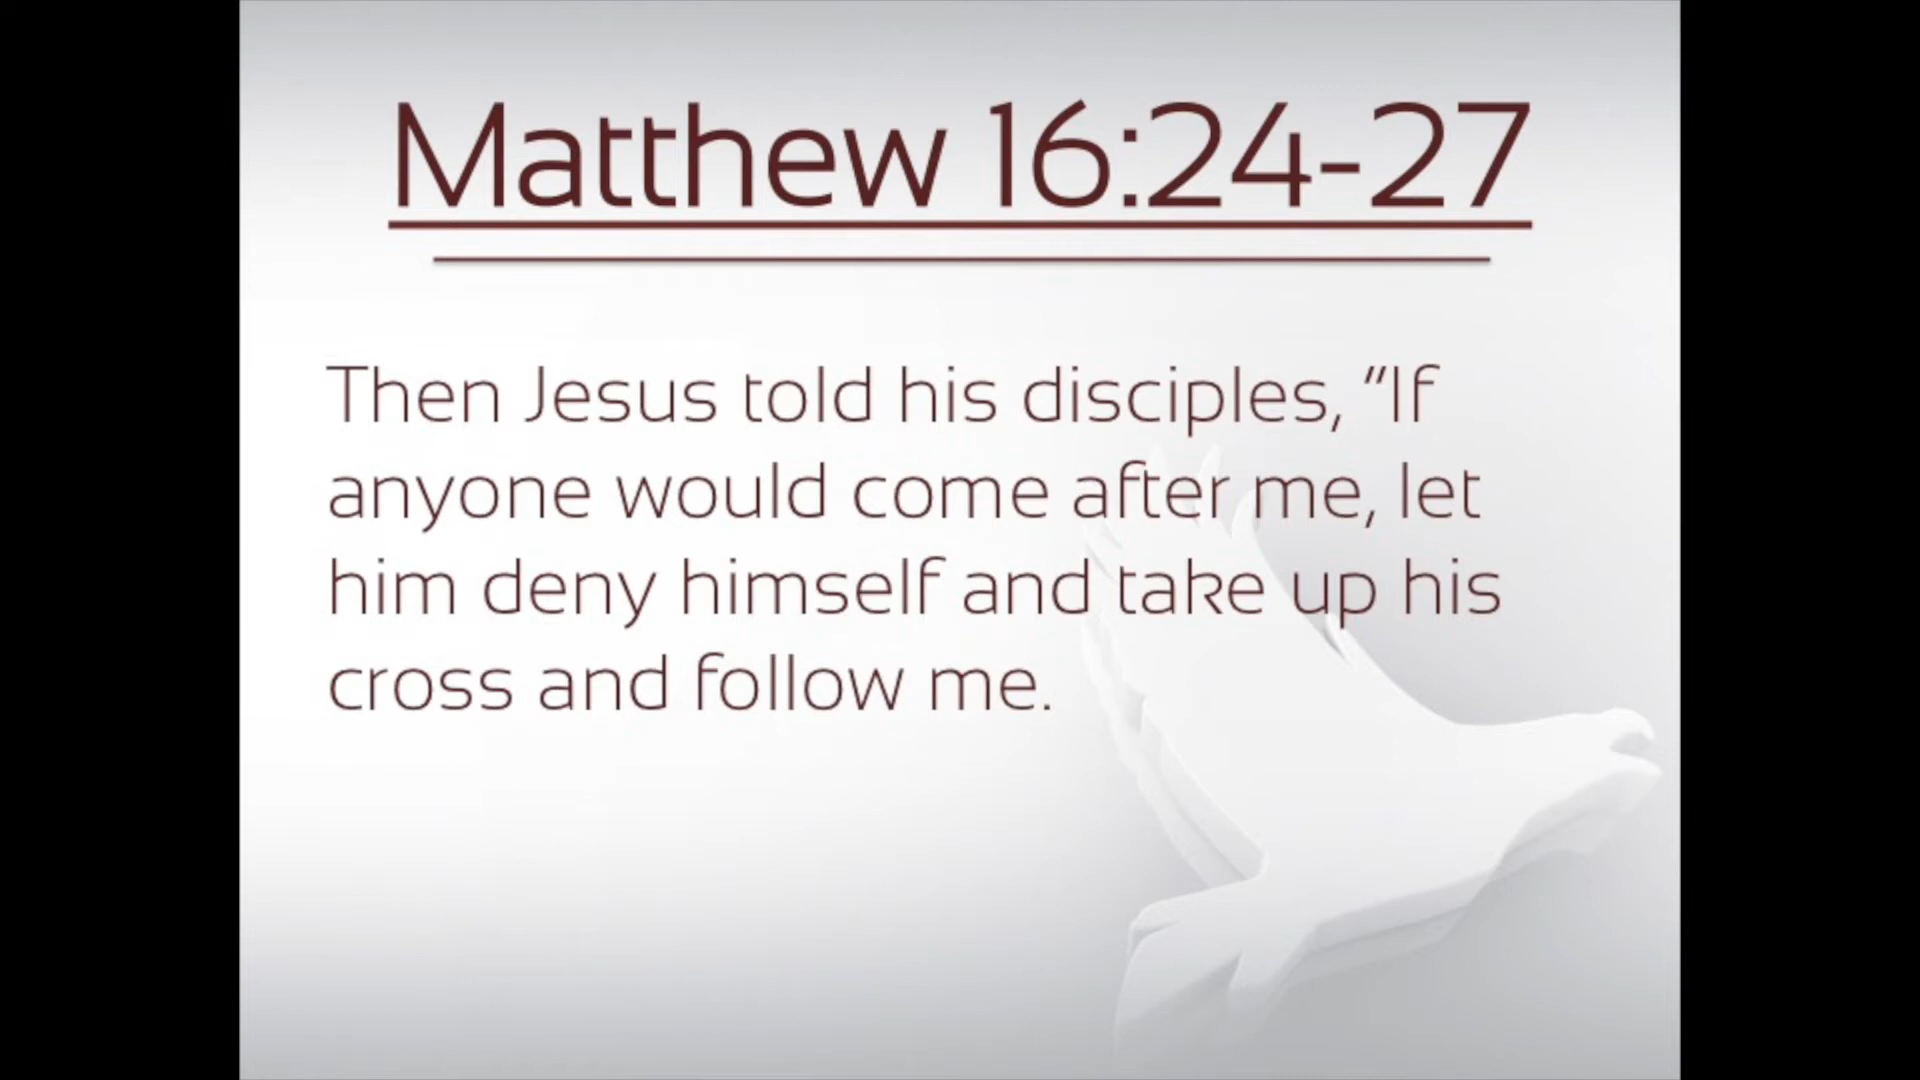 Matthew 16:24-27
Then Jesus told his disciples, “If
anyone would come after me, let
him deny himself and take up his
cross and follow me.